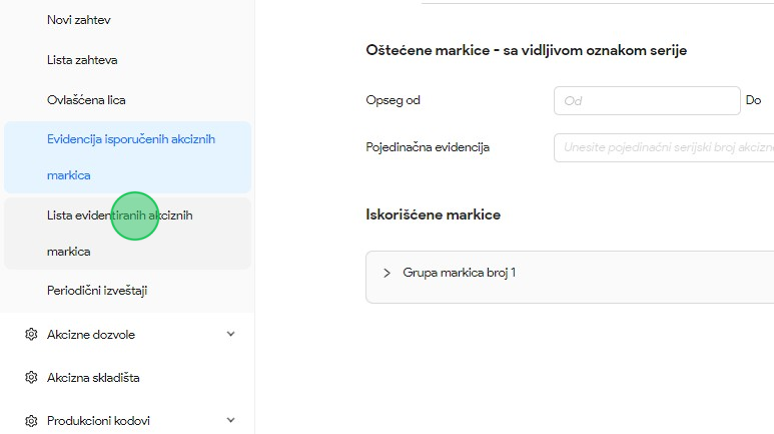 Novi zahtev
Lista zahteva
Ovlašćena lica
Evidencija isporučenih akciznih
markica
Lista evidentiranih akciznih
markica
Periodični izveštaji
Akcizne dozvole
Akcizna skladišta
Produkcioni kodovi
Oštećene markice - sa vidljivom oznakom serije
Opseg od
Od
Do
Pojedinačna evidencija
Unesite pojedinačni serijski broj akcizne
Iskorišćene markice
Grupa markica broj 1